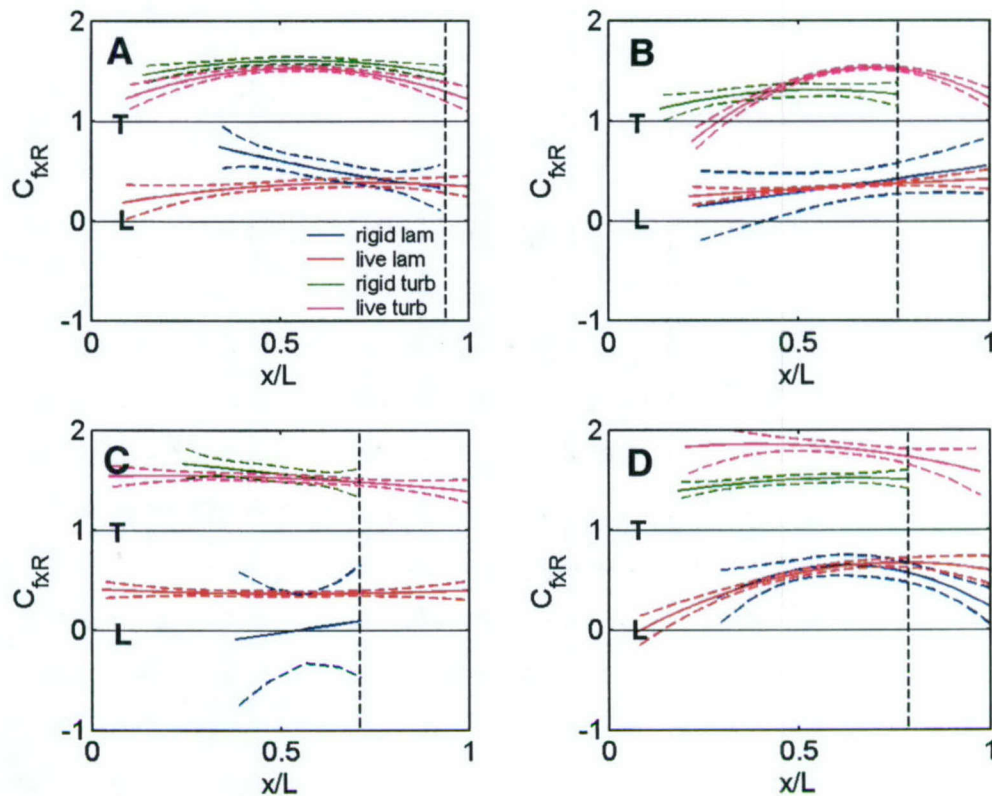 A
2
1
0
-1
C_fxR
T
L
rigid lam
live lam
rigid turb
live turb
0
0.5
1
x/L
B
2
1
0
-1
C_fxR
T
L
0
0.5
1
x/L
C
2
1
0
-1
C_fxR
T
L
0
0.5
1
x/L
D
2
1
0
-1
C_fxR
T
L
0
0.5
1
x/L